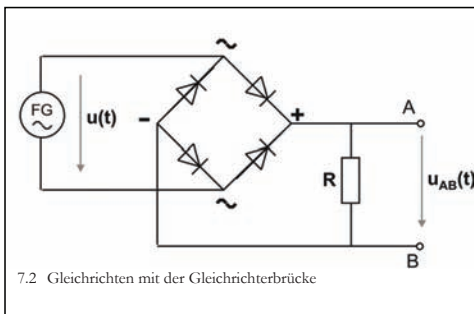 ~
A
FG
~
u(t)
-
+
R
u_AB(t)
~
B
7.2 Gleichrichten mit der Gleichrichterbrücke